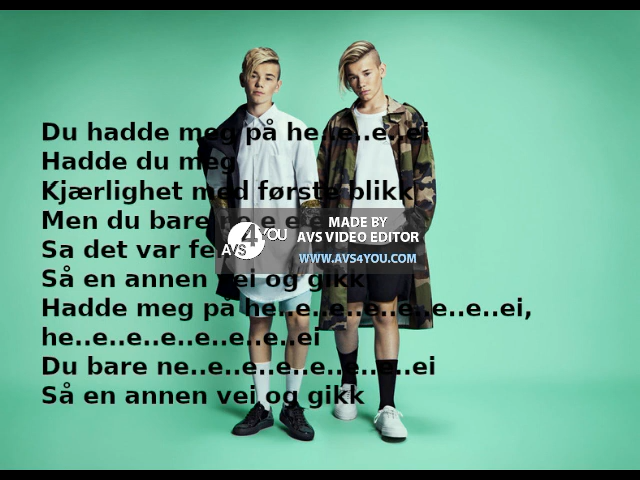 Du hadde meg på he..e..e..ei
Hadde du meg
Kjærlighet med første blikk
Men du bare
Sa det var
Så en annen vei og gikk
Hadde meg på he..e..e..e..e..e..e..ei,
he..e..e..e..e..e..e..ei
Du bare ne..e..e..e..e..e..e..ei
Så en annen vei og gikk
AVS4YOU
MADE BY
AVS VIDEO EDITOR
WWW.AVS4YOU.COM